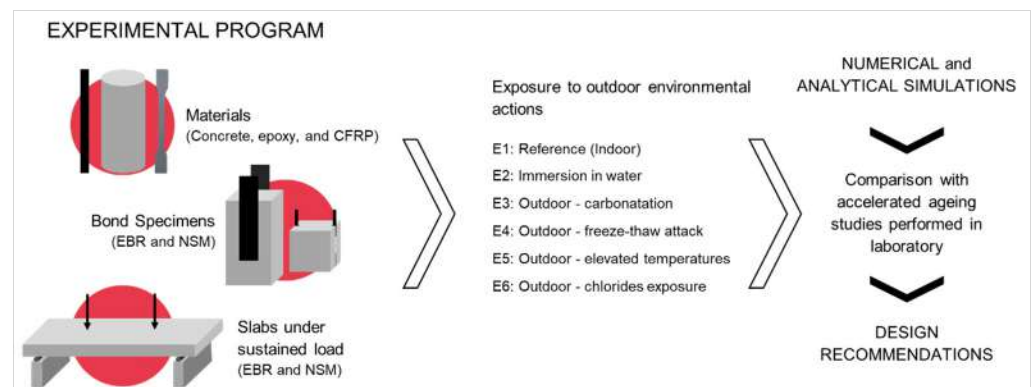 EXPERIMENTAL PROGRAM
Materials
(Concrete, epoxy, and CFRP)
Bond Specimens
(EBR and NSM)
Slabs under
sustained load
(EBR and NSM)
Exposure to outdoor environmental
actions
E1: Reference (Indoor)
E2: Immersion in water
E3: Outdoor - carbonatation
E4: Outdoor - freeze-thaw attack
E5: Outdoor - elevated temperatures
E6: Outdoor - chlorides exposure
NUMERICAL and
ANALYTICAL SIMULATIONS
Comparison with
accelerated ageing
studies performed in
laboratory
DESIGN
RECOMMENDATIONS